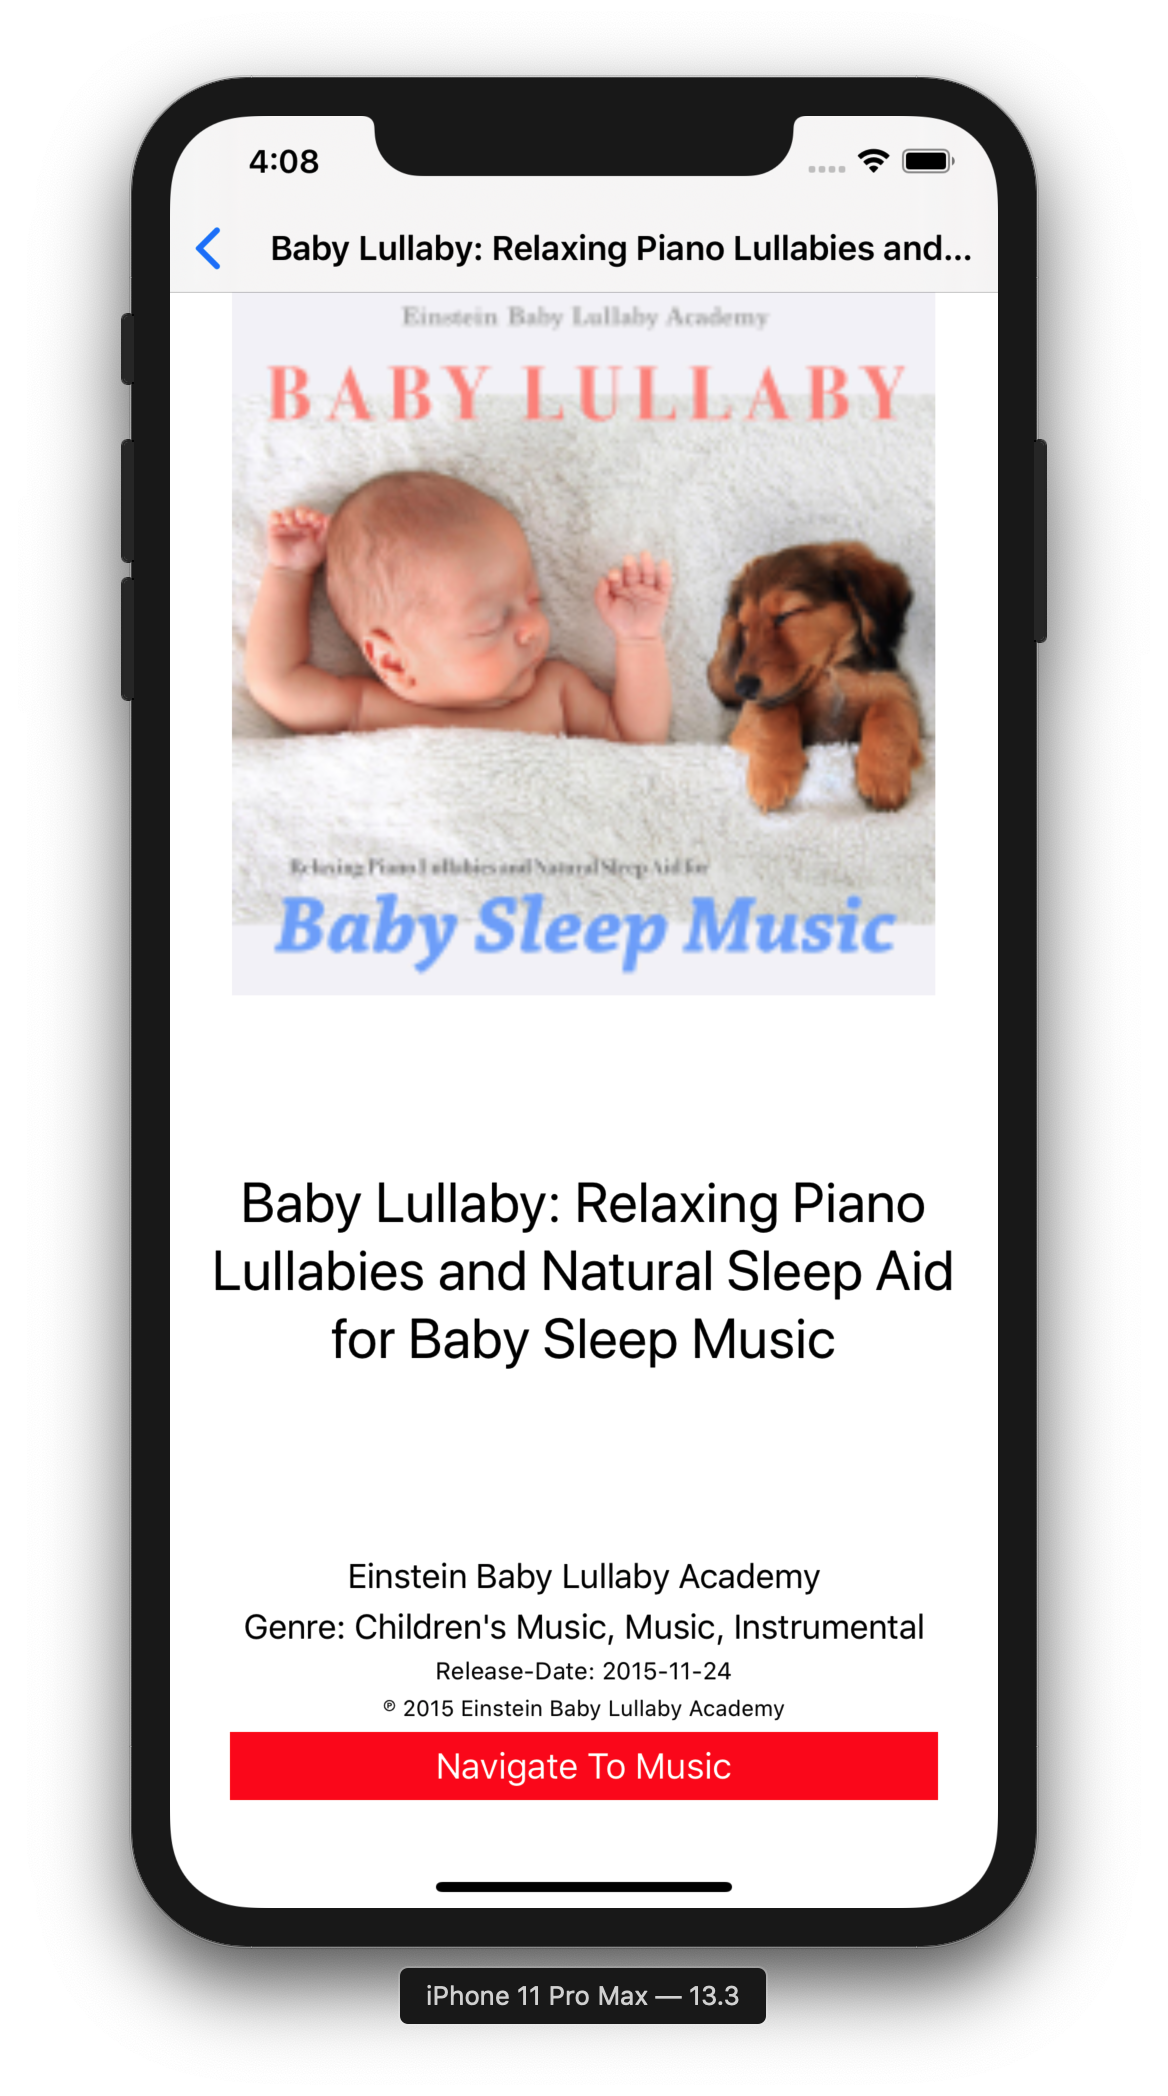 4:08
Baby Lullaby: Relaxing Piano Lullabies and...
Einstein Baby Lullaby Academy
BABY LULLABY
Relaxing Piano Lullabies and Natural Sleep Aid for
Baby Sleep Music
Baby Lullaby: Relaxing Piano
Lullabies and Natural Sleep Aid
for Baby Sleep Music
Einstein Baby Lullaby Academy
Genre: Children's Music, Music, Instrumental
Release-Date: 2015-11-24
℗ 2015 Einstein Baby Lullaby Academy
Navigate To Music
iPhone 11 Pro Max — 13.3